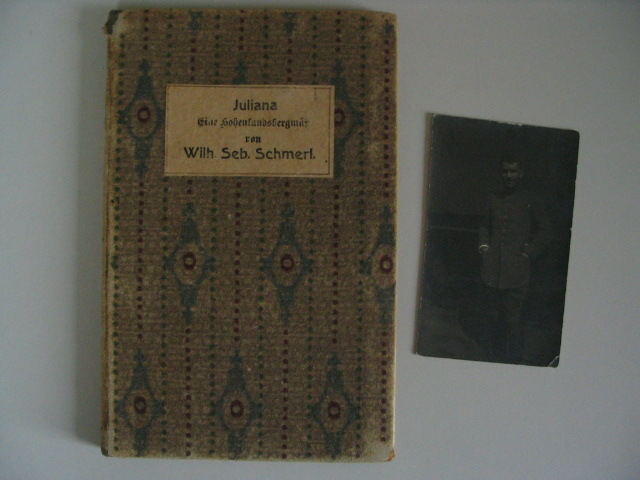 Juliana
Eine Hohenlandsbergmär
von
Wilh. Seb. Schmerl.